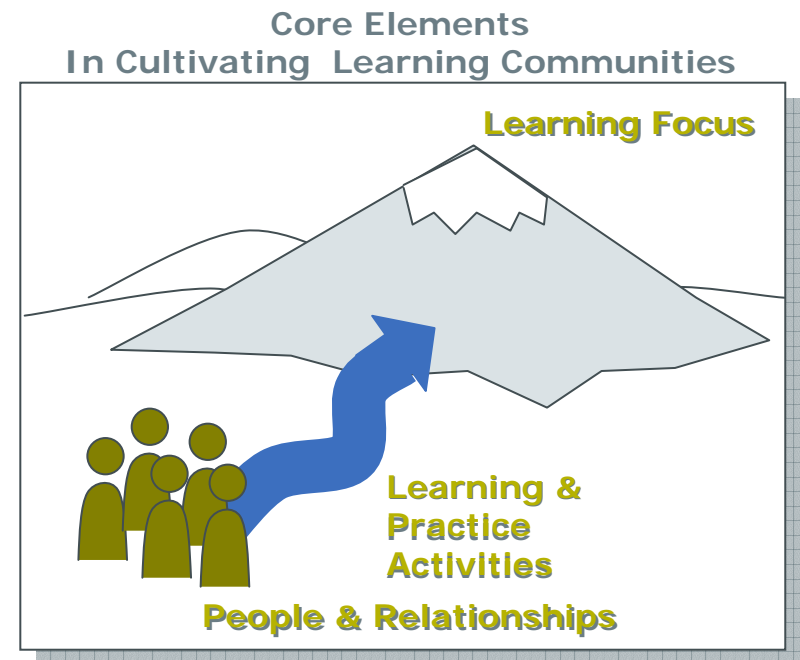 Core Elements
In Cultivating Learning Communities
Learning Focus
Learning &
Practice
Activities
People & Relationships